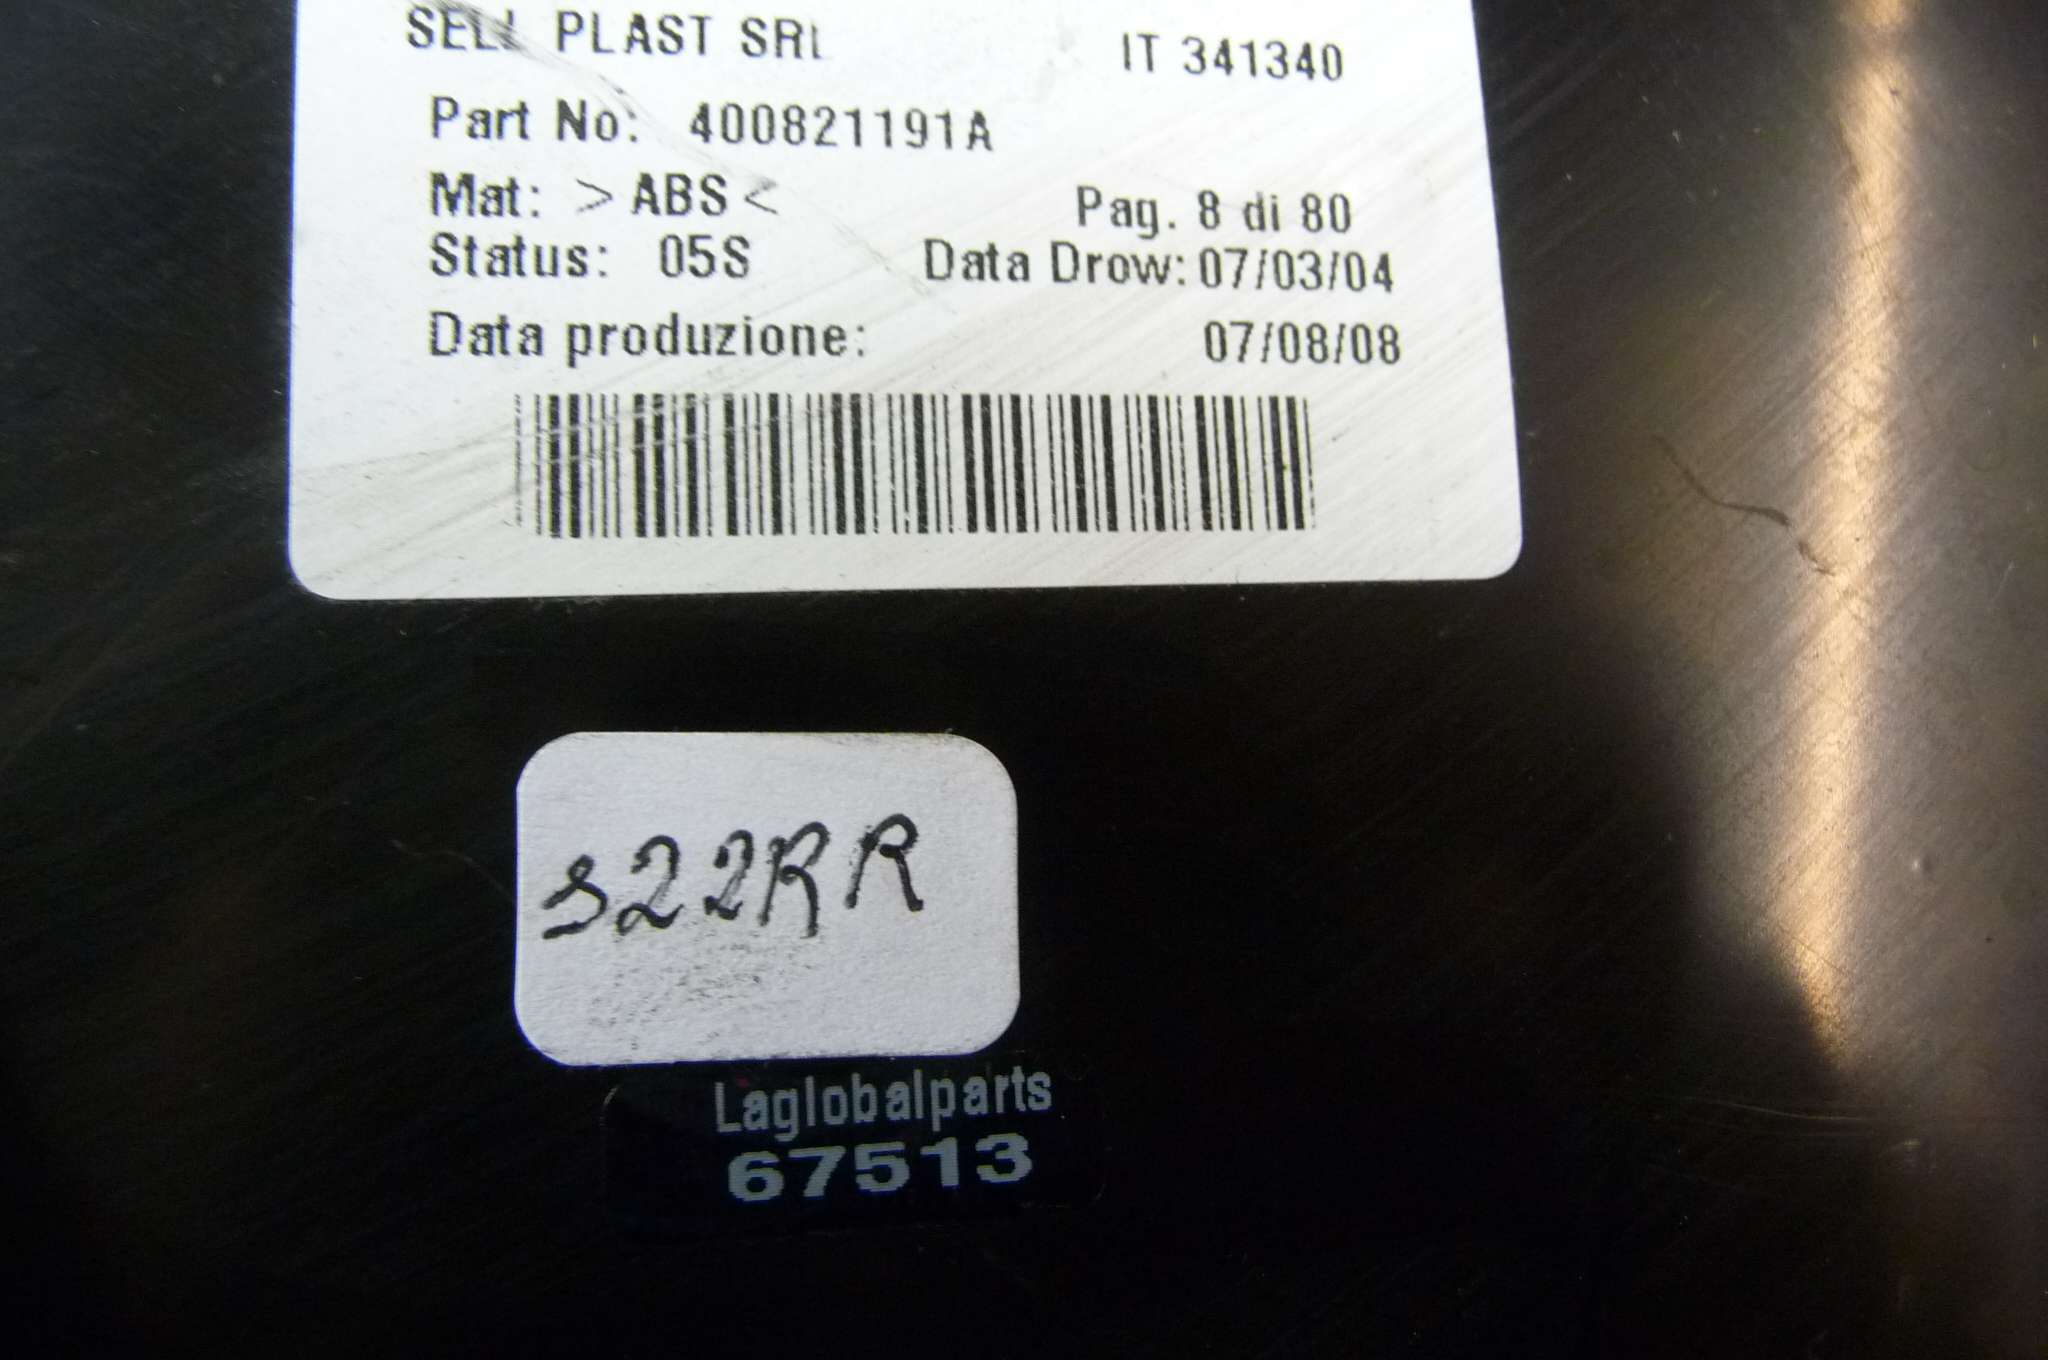 SELL PLAST SRL IT 341340
Part No: 400821191A
Mat: >ABS< Pag. 8 di 80
Status: 05S Data Drow: 07/03/04
Data produzione: 07/08/08
S22RR
Laglobalparts
67513